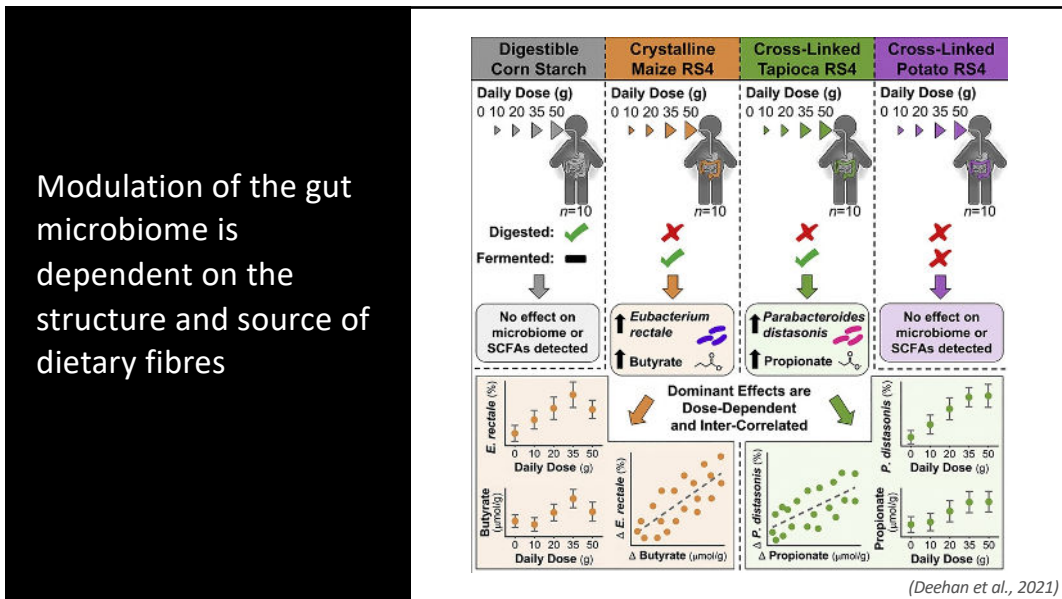 Modulation of the gut
microbiome is
dependent on the
structure and source of
dietary fibres
Digestible
Corn Starch
Crystalline
Maize RS4
Cross-Linked
Tapioca RS4
Cross-Linked
Potato RS4
Daily Dose (g)
0 10 20 35 50
n=10
Daily Dose (g)
0 10 20 35 50
n=10
Daily Dose (g)
0 10 20 35 50
n=10
Daily Dose (g)
0 10 20 35 50
n=10
Digested:
Fermented:
No effect on
microbiome or
SCFAs detected
Eubacterium
rectale
Butyrate
Parabacteroides
distasonis
Propionate
No effect on
microbiome or
SCFAs detected
Dominant Effects are
Dose-Dependent
and Inter-Correlated
E. rectale (%)
0 10 20 35 50
Daily Dose (g)
Butyrate
(μmol/g)
0 10 20 35 50
Daily Dose (g)
Δ E. rectale (%)
Δ Butyrate (μmol/g)
Δ P. distasonis (%)
Δ Propionate (μmol/g)
P. distasonis (%)
0 10 20 35 50
Daily Dose (g)
Propionate
(μmol/g)
0 10 20 35 50
Daily Dose (g)
(Deehan et al., 2021)